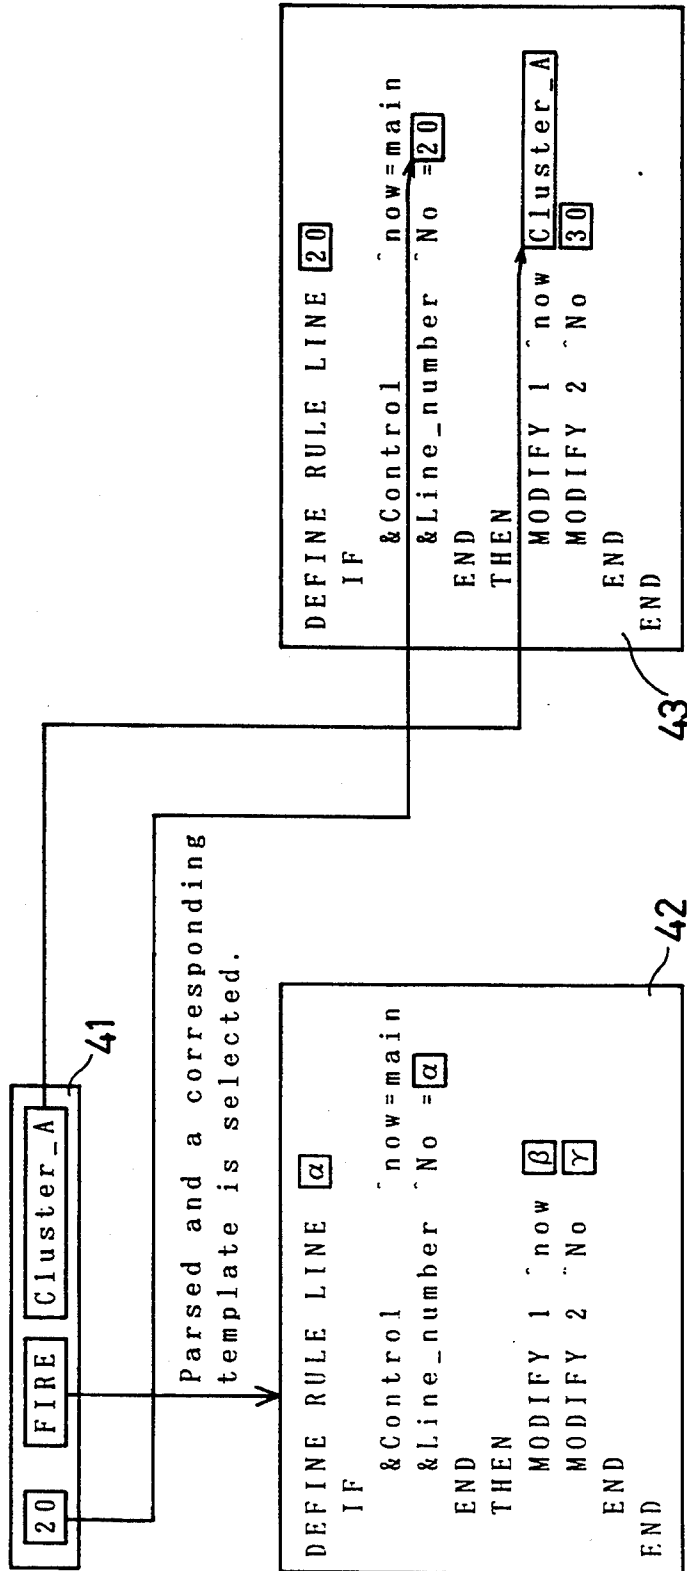 20 FIRE Cluster_A
41
Parsed and a corresponding
template is selected.
DEFINE RULE LINE α
IF
&Control ^now=main
&Line_number ^No =α
END
THEN
MODIFY 1 ^now β
MODIFY 2 ^No γ
END
END
42
DEFINE RULE LINE 20
IF
&Control ^now=main
&Line_number ^No =20
END
THEN
MODIFY 1 ^now Cluster_A
MODIFY 2 ^No 30
END
END
43